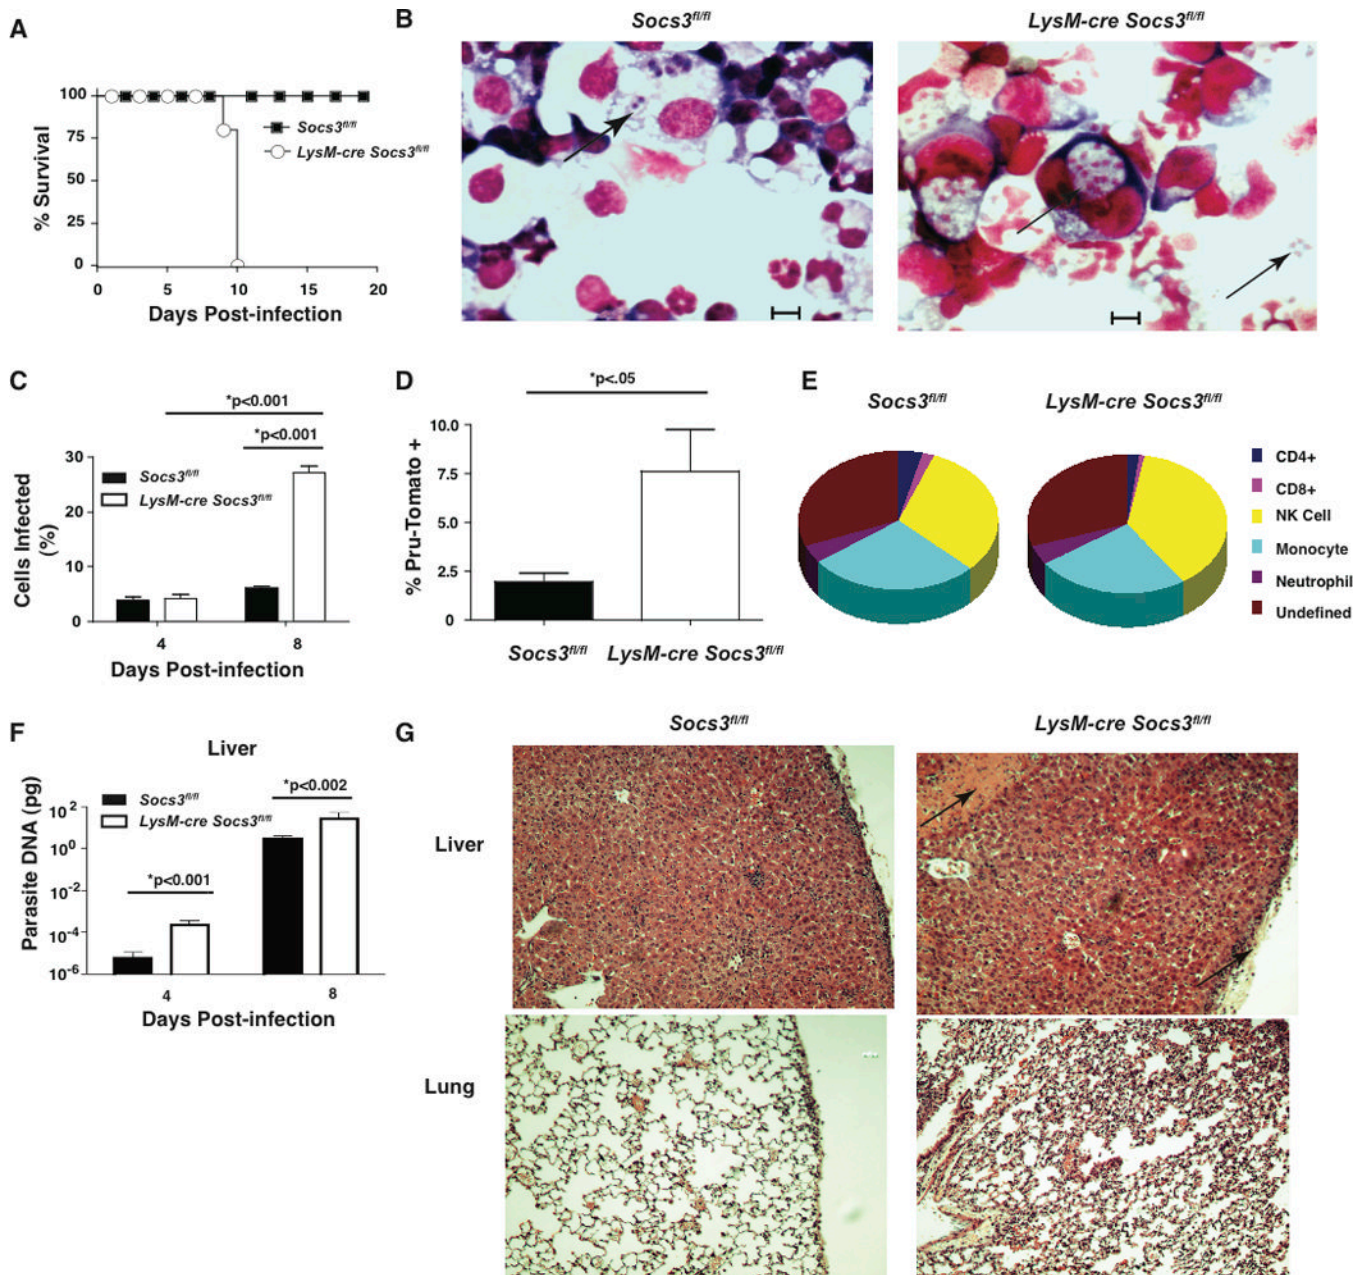 A
% Survival
100
75
50
25
0
0 5 10 15 20
Days Post-infection
Socs3fl/fl
LysM-cre Socs3fl/fl
B
Socs3fl/fl
LysM-cre Socs3fl/fl
C
*p<0.001
*p<0.001
Socs3fl/fl
LysM-cre Socs3fl/fl
Cells Infected
(%)
30
20
10
0
4 8
Days Post-infection
D
*p<.05
% Pru-Tomato +
10.0
7.5
5.0
2.5
0
Socs3fl/fl LysM-cre Socs3fl/fl
E
Socs3fl/fl
LysM-cre Socs3fl/fl
CD4+
CD8+
NK Cell
Monocyte
Neutrophil
Undefined
F
Liver
Socs3fl/fl
LysM-cre Socs3fl/fl
*p<0.002
*p<0.001
Parasite DNA (pg)
10²
10⁰
10⁻²
10⁻⁴
10⁻⁶
4 8
Days Post-infection
G
Socs3fl/fl
LysM-cre Socs3fl/fl
Liver
Lung